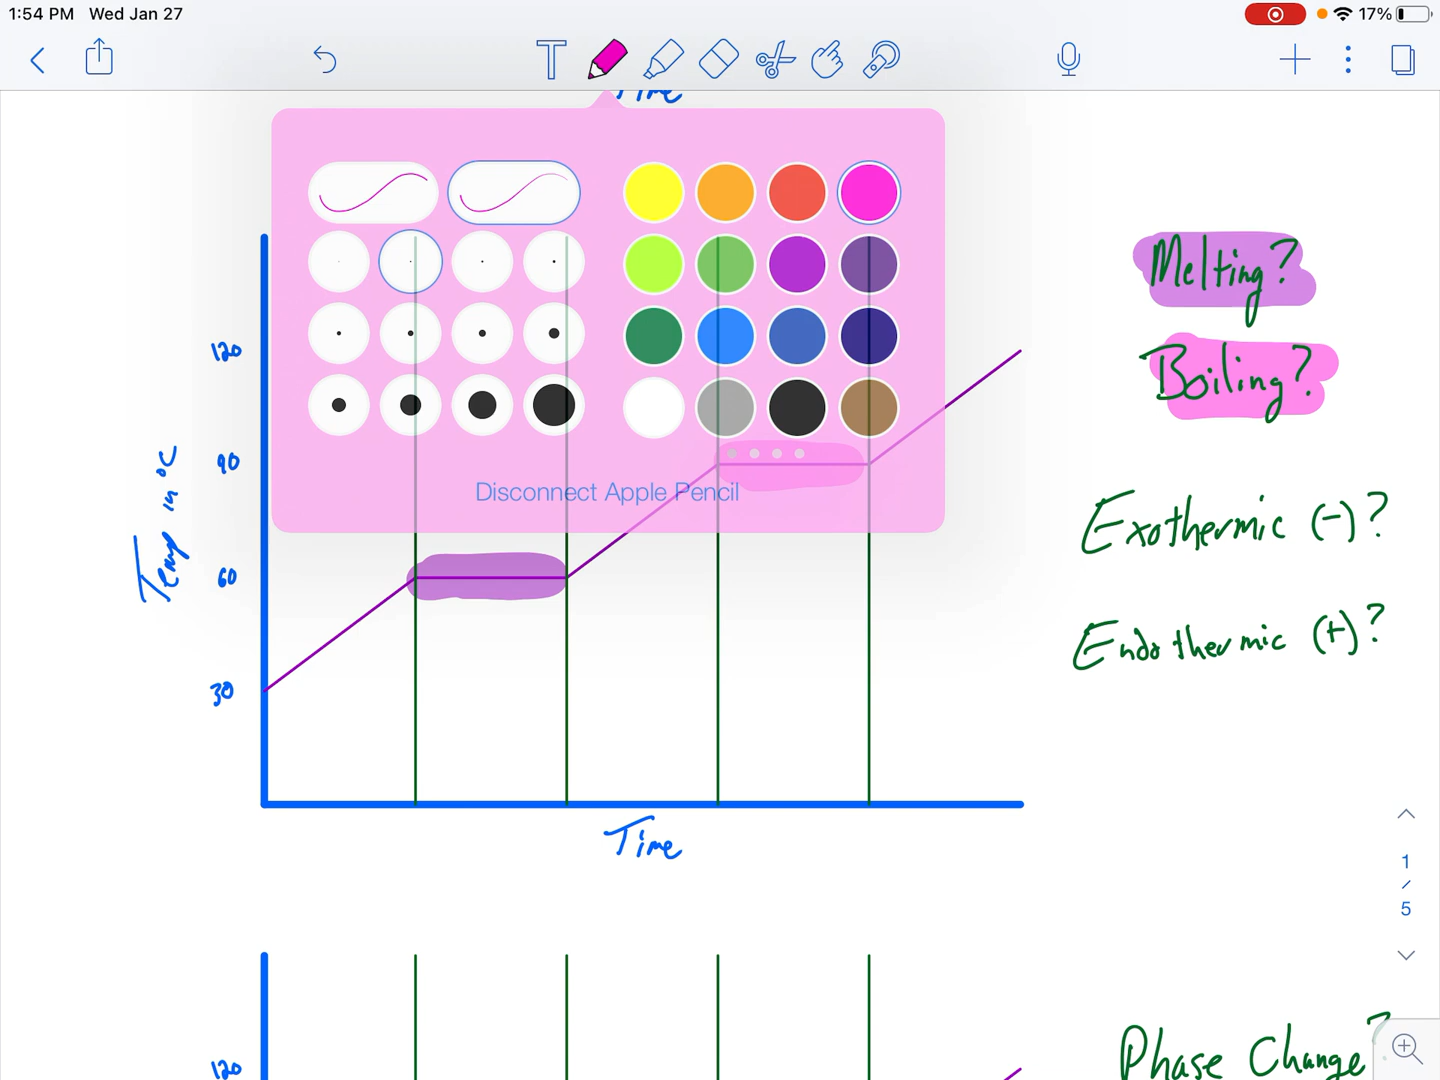 1:54 PM Wed Jan 27
17%
T
Time
Melting?
120
Boiling?
90
Disconnect Apple Pencil
Exothermic (-)?
Temp in °C
60
Endothermic (+)?
30
Time
1
/
5
120
Phase Change?